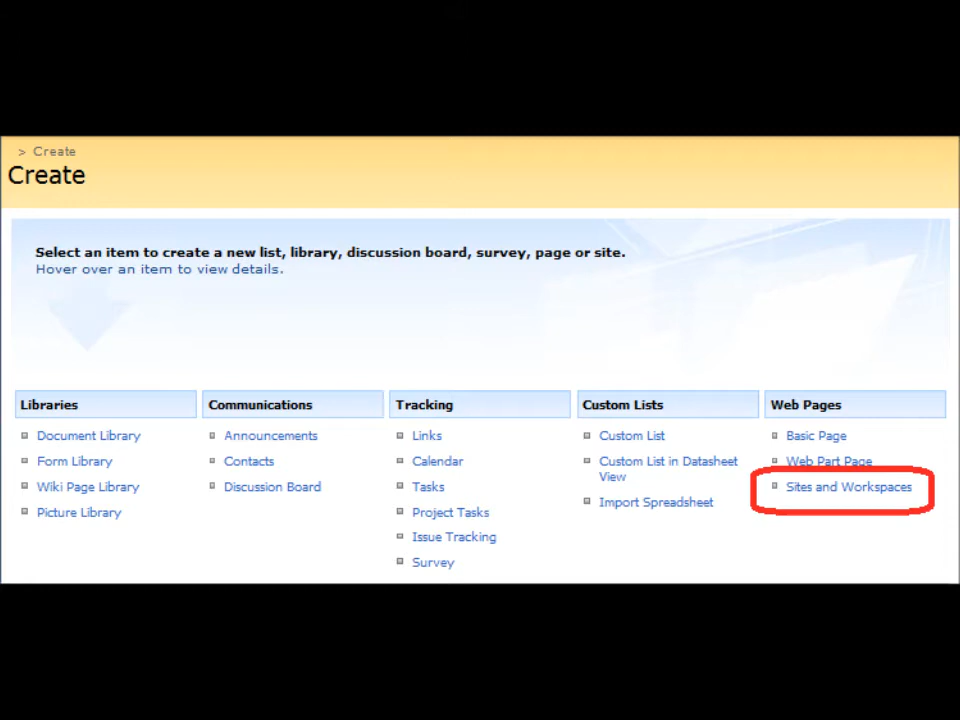 > Create
Create
Select an item to create a new list, library, discussion board, survey, page or site.
Hover over an item to view details.
Libraries
Document Library
Form Library
Wiki Page Library
Picture Library
Communications
Announcements
Contacts
Discussion Board
Tracking
Links
Calendar
Tasks
Project Tasks
Issue Tracking
Survey
Custom Lists
Custom List
Custom List in Datasheet
View
Import Spreadsheet
Web Pages
Basic Page
Web Part Page
Sites and Workspaces